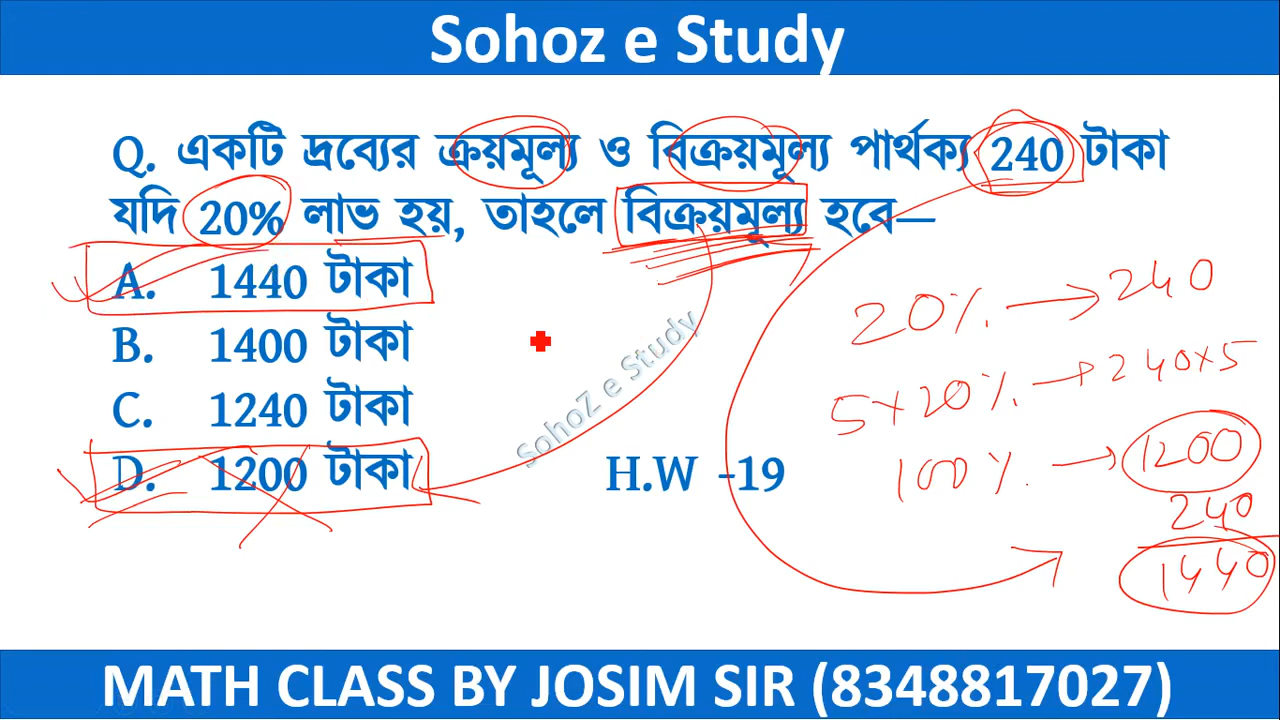 Sohoz e Study
Q. একটি দ্রব্যের ক্রয়মূল্য ও বিক্রয়মূল্য পার্থক্য 240 টাকা
যদি 20% লাভ হয়, তাহলে বিক্রয়মূল্য হবে—
A. 1440 টাকা
B. 1400 টাকা
C. 1240 টাকা
D. 1200 টাকা
SohoZ e Study
H.W -19
20% → 240
5×20% → 240×5
100% → 1200
240
1440
MATH CLASS BY JOSIM SIR (8348817027)